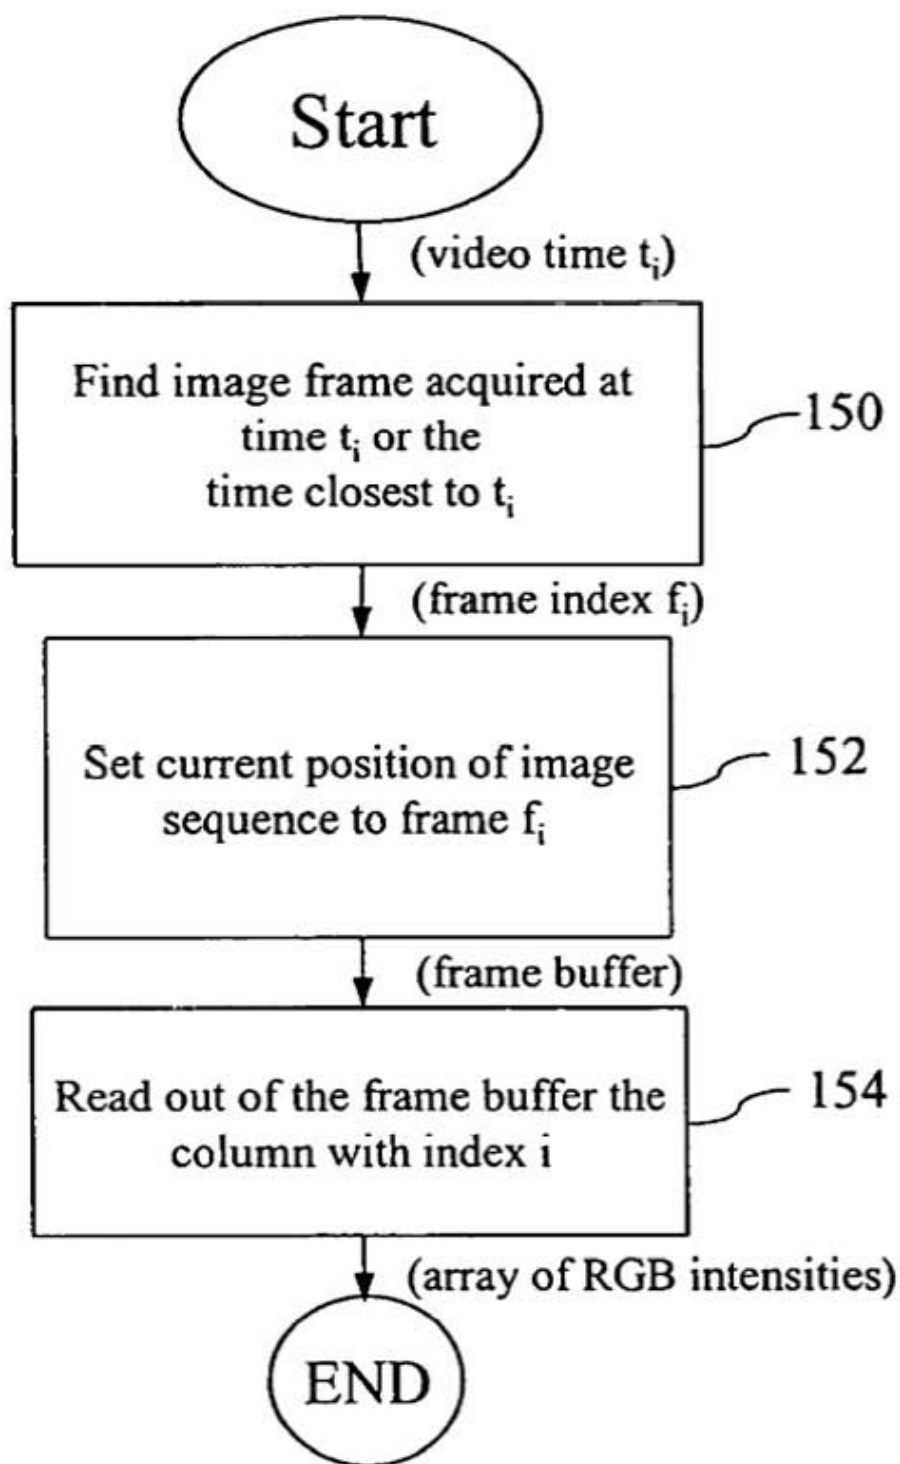 Start
(video time tᵢ)
Find image frame acquired at
time tᵢ or the
time closest to tᵢ
150
(frame index fᵢ)
Set current position of image
sequence to frame fᵢ
152
(frame buffer)
Read out of the frame buffer the
column with index i
154
(array of RGB intensities)
END